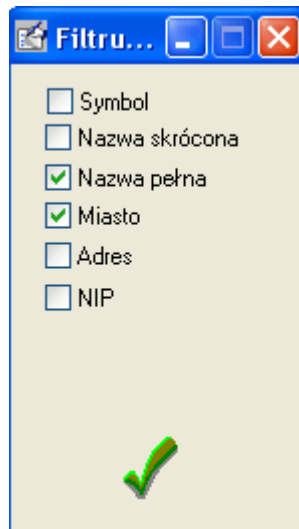 Filtru...
Symbol
Nazwa skrócona
Nazwa pełna
Miasto
Adres
NIP